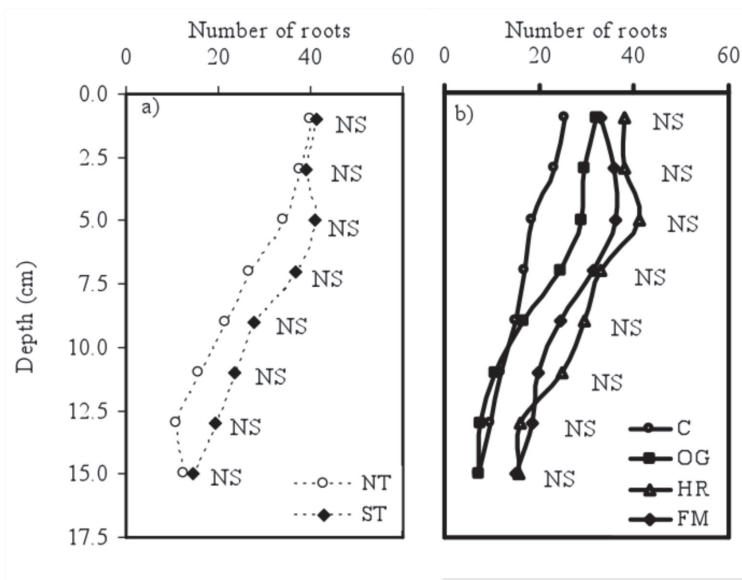 Number of roots
0 20 40 60
Number of roots
0 20 40 60
Depth (cm)
0.0
2.5
5.0
7.5
10.0
12.5
15.0
17.5
a)
NS
NS
NS
NS
NS
NS
NS
NS
NT
ST
b)
NS
NS
NS
NS
NS
NS
NS
NS
C
OG
HR
FM